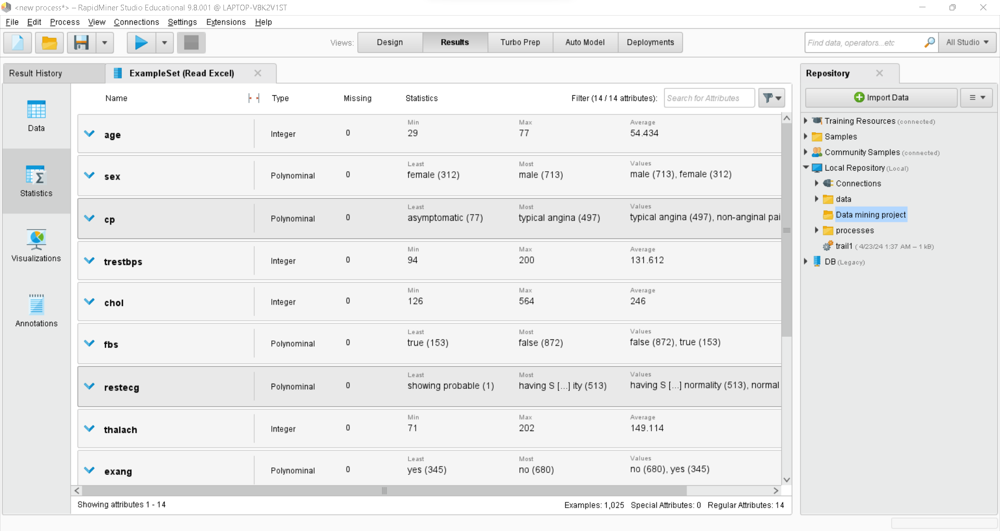 <new process*> – RapidMiner Studio Educational 9.8.001 @ LAPTOP-V8K2V1ST
File Edit Process View Connections Settings Extensions Help
Views: Design Results Turbo Prep Auto Model Deployments Find data, operators...etc All Studio
Result History ExampleSet (Read Excel) Repository
Name Type Missing Statistics Filter (14 / 14 attributes): Search for Attributes
Data
Statistics
Visualizations
Annotations
Min Max Average
age Integer 0 29 77 54.434
Least Most Values
sex Polynominal 0 female (312) male (713) male (713), female (312)
Least Most Values
cp Polynominal 0 asymptomatic (77) typical angina (497) typical angina (497), non-anginal pai
Min Max Average
trestbps Integer 0 94 200 131.612
Min Max Average
chol Integer 0 126 564 246
Least Most Values
fbs Polynominal 0 true (153) false (872) false (872), true (153)
Least Most Values
restecg Polynominal 0 showing probable (1) having S [...] ity (513) having S [...] normality (513), normal
Min Max Average
thalach Integer 0 71 202 149.114
Least Most Values
exang Polynominal 0 yes (345) no (680) no (680), yes (345)
Showing attributes 1 - 14 Examples: 1,025 Special Attributes: 0 Regular Attributes: 14
Import Data
Training Resources (connected)
Samples
Community Samples (connected)
Local Repository (Local)
Connections
data
Data mining project
processes
trail1 ( 4/23/24 1:37 AM – 1 kB)
DB (Legacy)